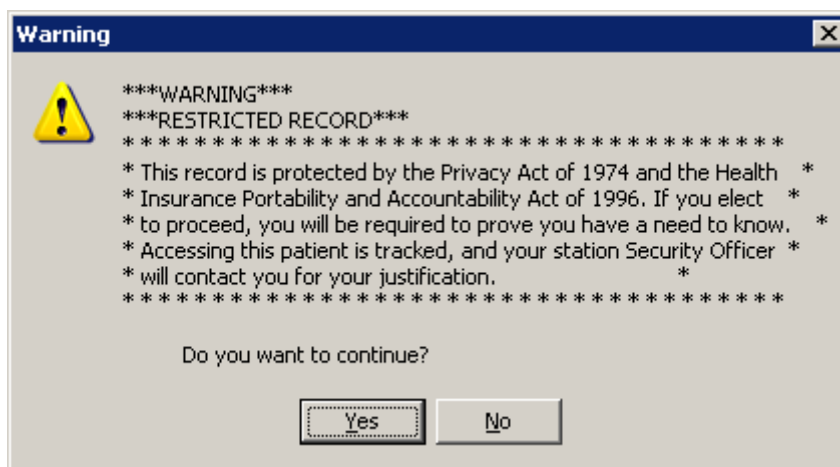 Warning
***WARNING***
***RESTRICTED RECORD***
* * * * * * * * * * * * * * * * * * * * * * * * * * * * * * * * * * * * *
* This record is protected by the Privacy Act of 1974 and the Health *
* Insurance Portability and Accountability Act of 1996. If you elect *
* to proceed, you will be required to prove you have a need to know. *
* Accessing this patient is tracked, and your station Security Officer *
* will contact you for your justification. *
* * * * * * * * * * * * * * * * * * * * * * * * * * * * * * * * * * * * *
Do you want to continue?
Yes No